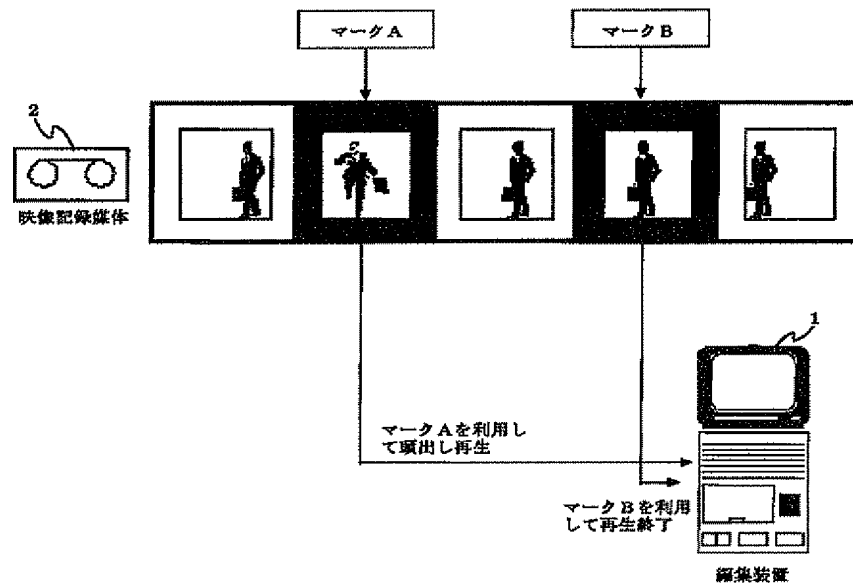 マークA
マークB
2
映像記録媒体
1
マークAを利用し
て頭出し再生
マークBを利用
して再生終了
編集装置